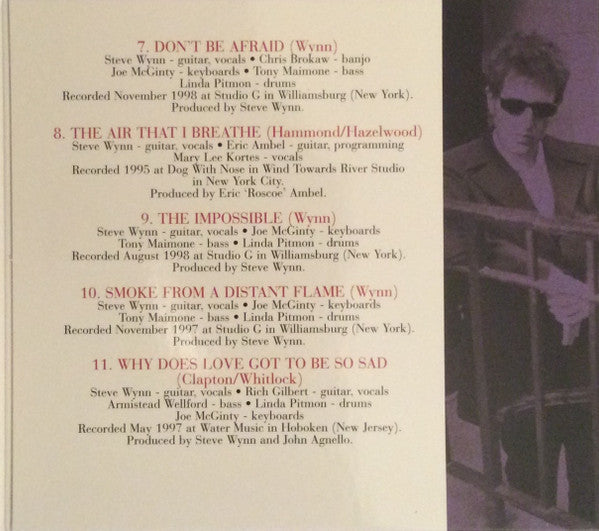 7. DON'T BE AFRAID (Wynn)
Steve Wynn - guitar, vocals • Chris Brokaw - banjo
Joe McGinty - keyboards • Tony Maimone - bass
Linda Pitmon - drums
Recorded November 1998 at Studio G in Williamsburg (New York).
Produced by Steve Wynn.
8. THE AIR THAT I BREATHE (Hammond/Hazelwood)
Steve Wynn - guitar, vocals • Eric Ambel - guitar, programming
Mary Lee Kortes - vocals
Recorded 1995 at Dog With Nose in Wind Towards River Studio
in New York City.
Produced by Eric 'Roscoe' Ambel.
9. THE IMPOSSIBLE (Wynn)
Steve Wynn - guitar, vocals • Joe McGinty - keyboards
Tony Maimone - bass • Linda Pitmon - drums
Recorded August 1998 at Studio G in Williamsburg (New York).
Produced by Steve Wynn.
10. SMOKE FROM A DISTANT FLAME (Wynn)
Steve Wynn - guitar, vocals • Joe McGinty - keyboards
Tony Maimone - bass • Linda Pitmon - drums
Recorded November 1997 at Studio G in Williamsburg (New York).
Produced by Steve Wynn.
11. WHY DOES LOVE GOT TO BE SO SAD
(Clapton/Whitlock)
Steve Wynn - guitar, vocals • Rich Gilbert - guitar, vocals
Armistead Wellford - bass • Linda Pitmon - drums
Joe McGinty - keyboards
Recorded May 1997 at Water Music in Hoboken (New Jersey).
Produced by Steve Wynn and John Agnello.